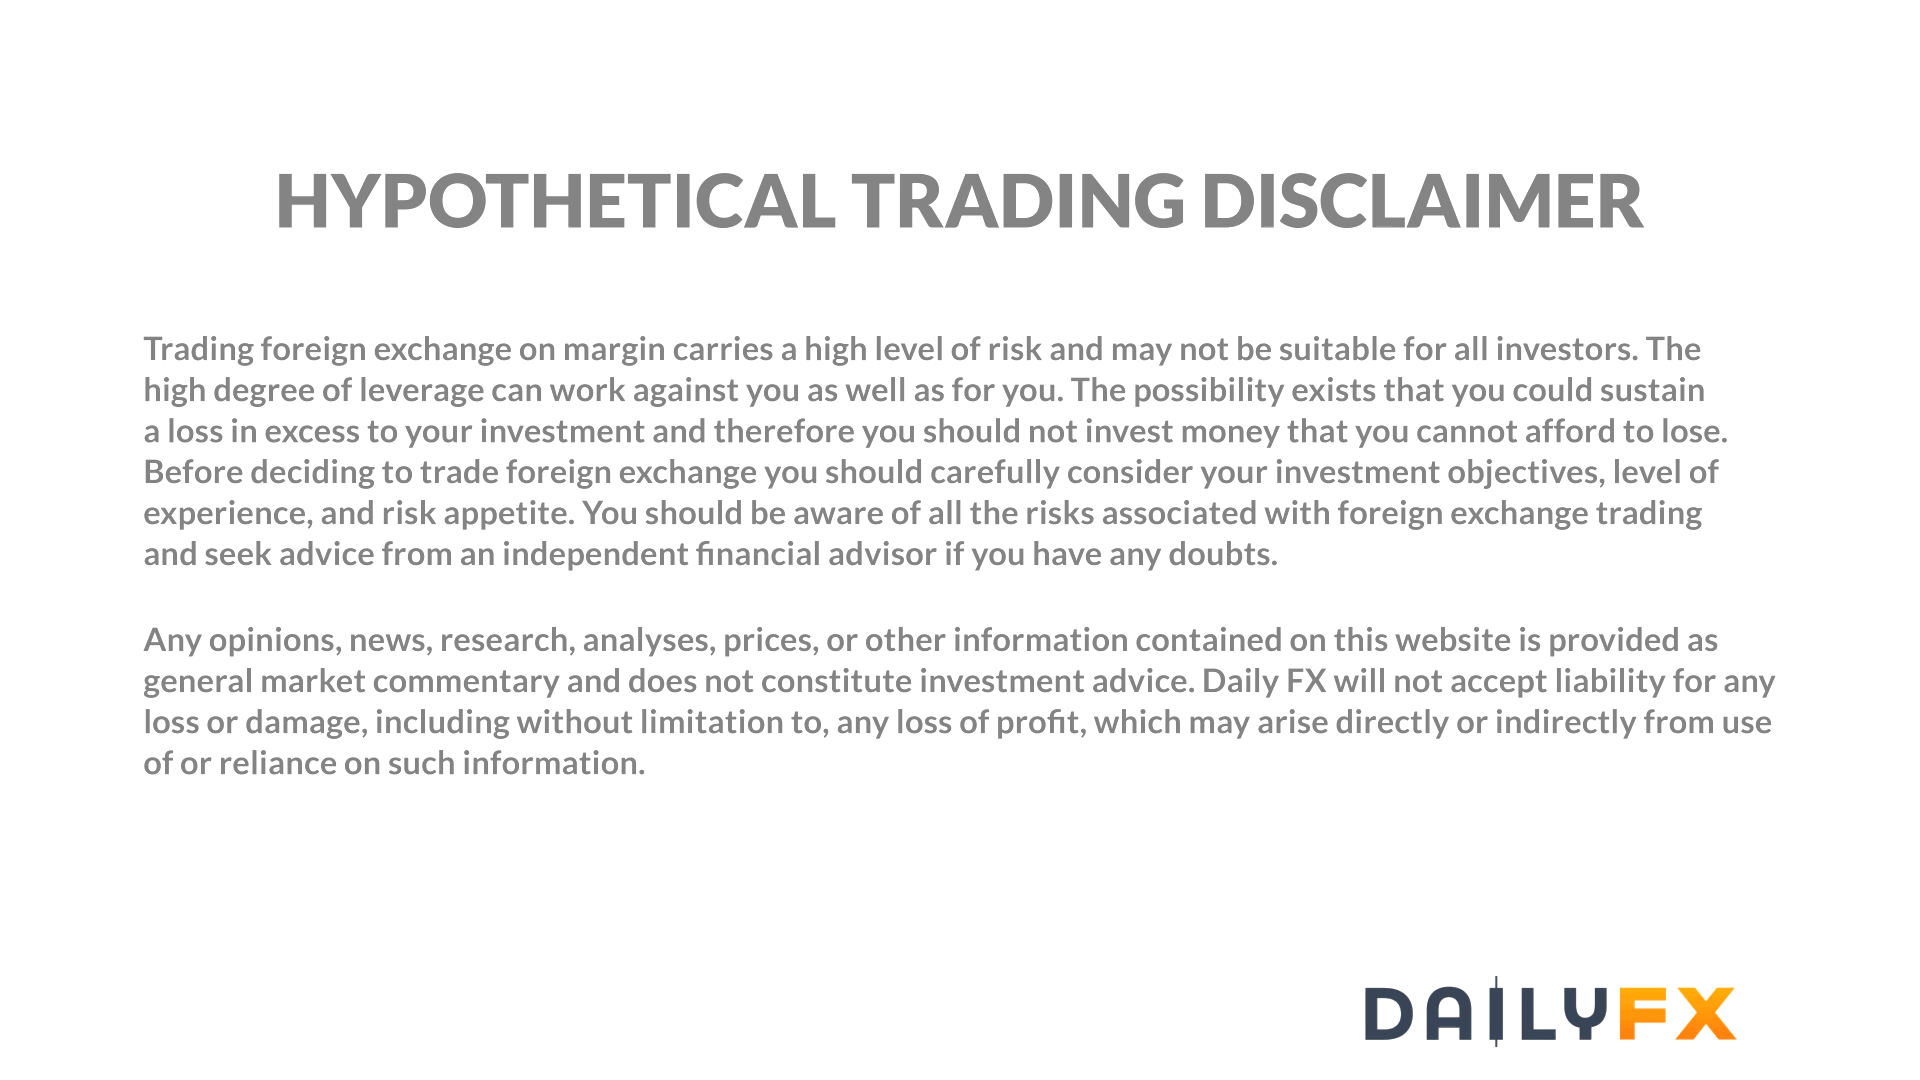 HYPOTHETICAL TRADING DISCLAIMER
Trading foreign exchange on margin carries a high level of risk and may not be suitable for all investors. The
high degree of leverage can work against you as well as for you. The possibility exists that you could sustain
a loss in excess to your investment and therefore you should not invest money that you cannot afford to lose.
Before deciding to trade foreign exchange you should carefully consider your investment objectives, level of
experience, and risk appetite. You should be aware of all the risks associated with foreign exchange trading
and seek advice from an independent financial advisor if you have any doubts.
Any opinions, news, research, analyses, prices, or other information contained on this website is provided as
general market commentary and does not constitute investment advice. Daily FX will not accept liability for any
loss or damage, including without limitation to, any loss of profit, which may arise directly or indirectly from use
of or reliance on such information.
DAILYFX